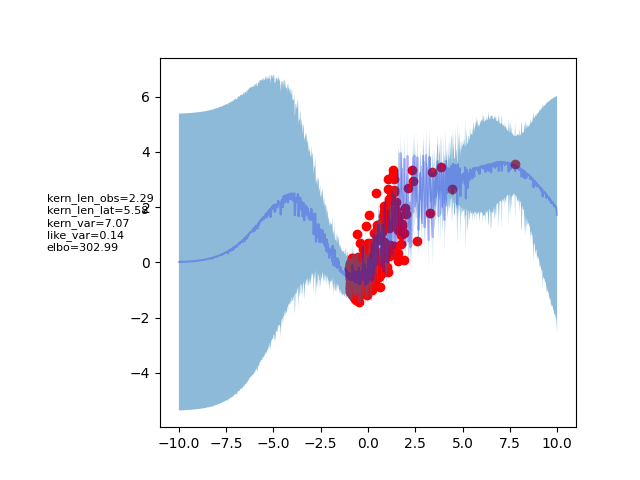 6
4
kern_len_obs=2.29
kern_len_lat=5.58
2
kern_var=7.07
like_var=0.14
elbo=302.99
0
−2
−4
−10.0 −7.5 −5.0 −2.5 0.0 2.5 5.0 7.5 10.0